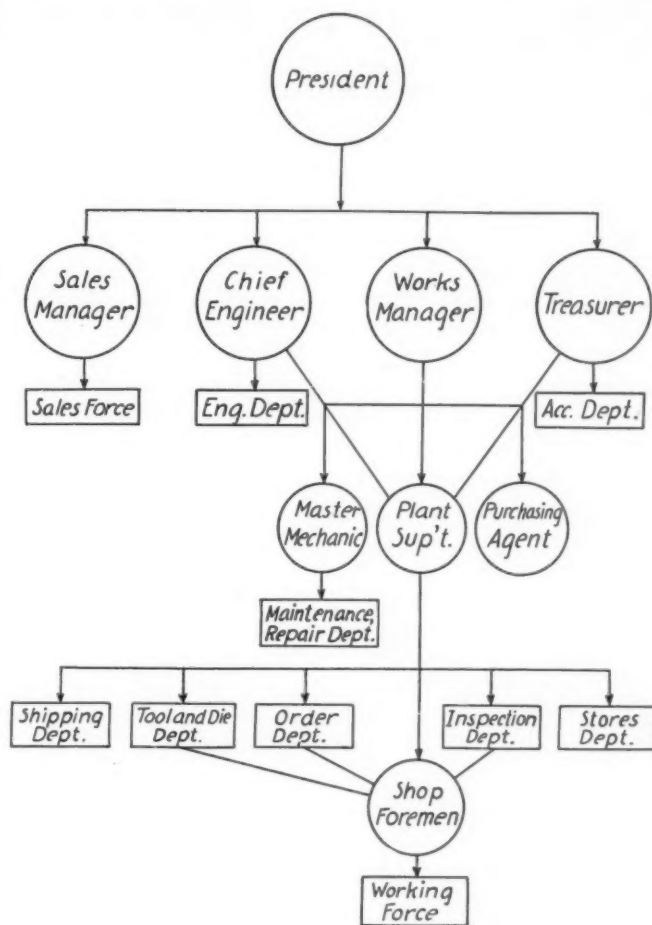 President
Sales
Manager
Chief
Engineer
Works
Manager
Treasurer
Sales Force
Eng. Dept.
Acc. Dept.
Master
Mechanic
Plant
Sup't.
Purchasing
Agent
Maintenance,
Repair Dept.
Shipping
Dept.
Tool and Die
Dept.
Order
Dept.
Inspection
Dept.
Stores
Dept.
Shop
Foremen
Working
Force